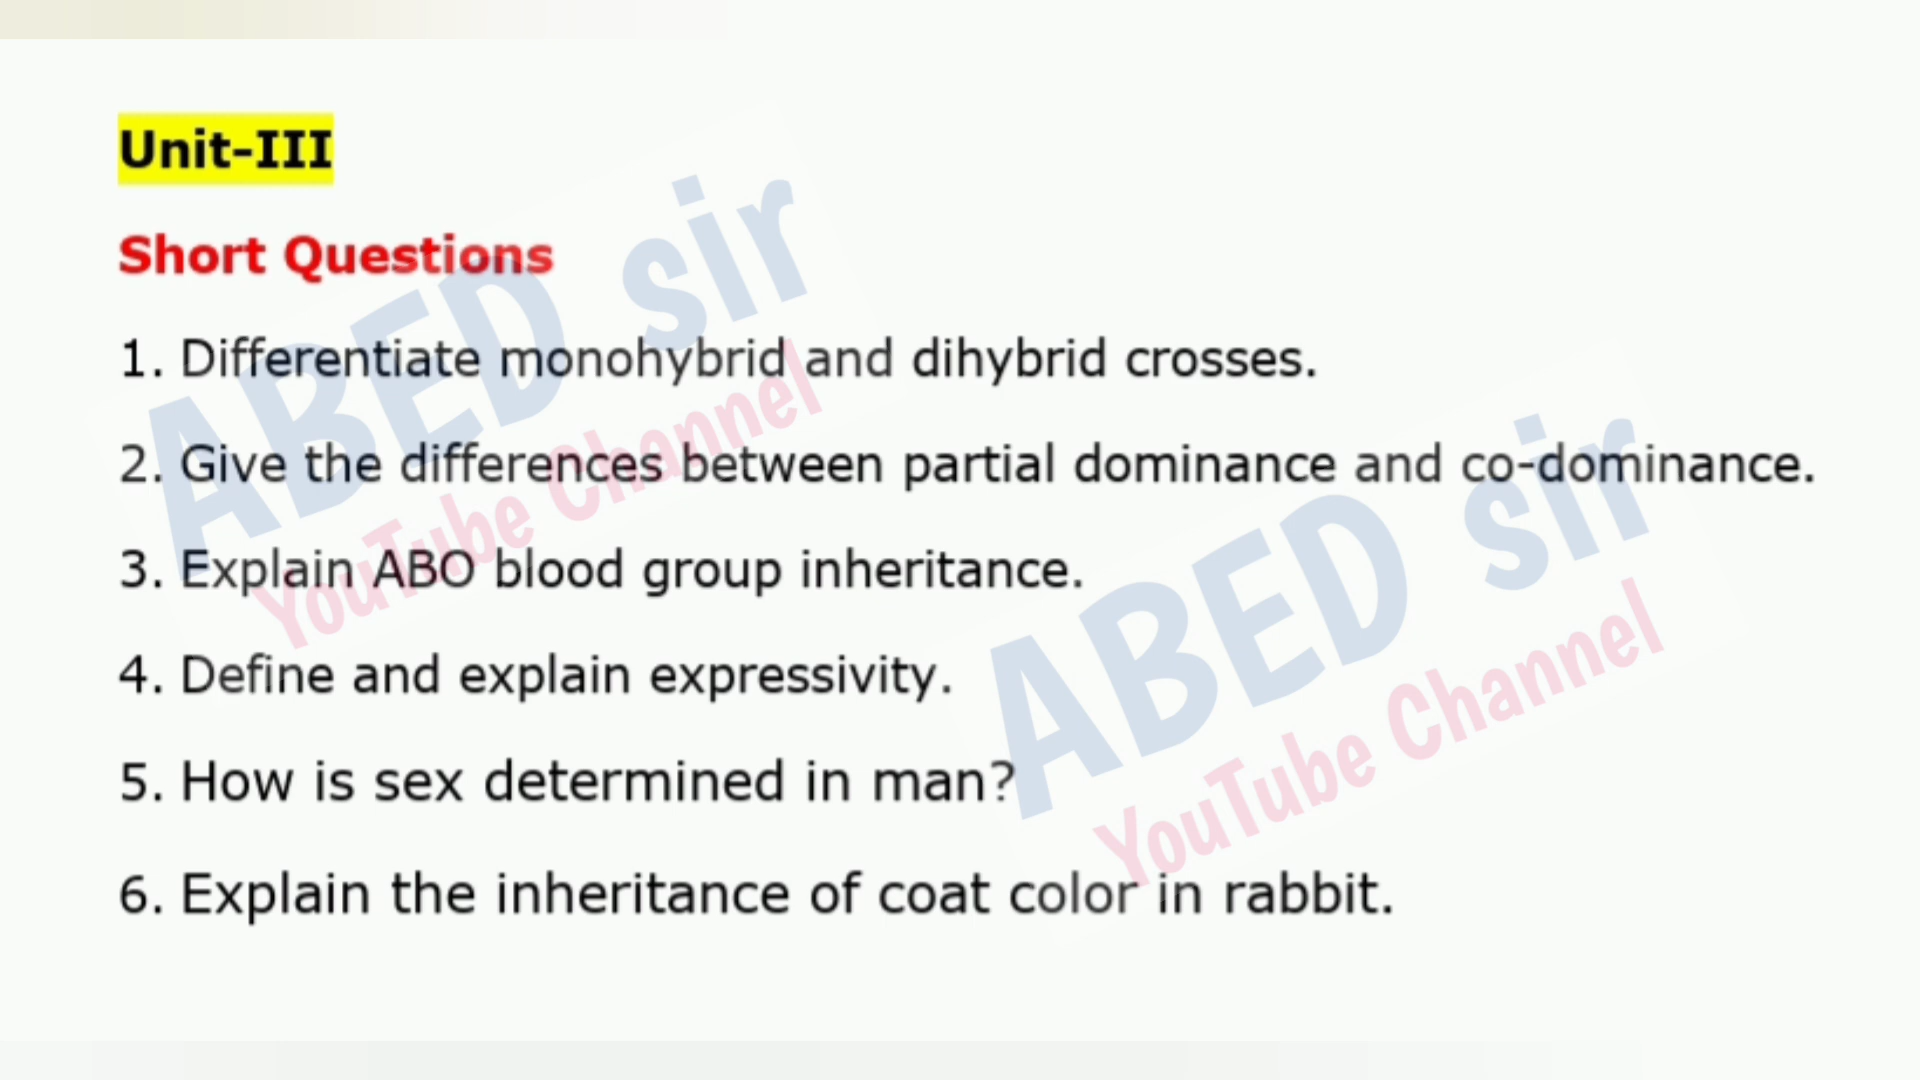 Unit-III
Short Questions
1. Differentiate monohybrid and dihybrid crosses.
2. Give the differences between partial dominance and co-dominance.
3. Explain ABO blood group inheritance.
4. Define and explain expressivity.
5. How is sex determined in man?
6. Explain the inheritance of coat color in rabbit.
ABED sir
YouTube Channel
ABED sir
YouTube Channel